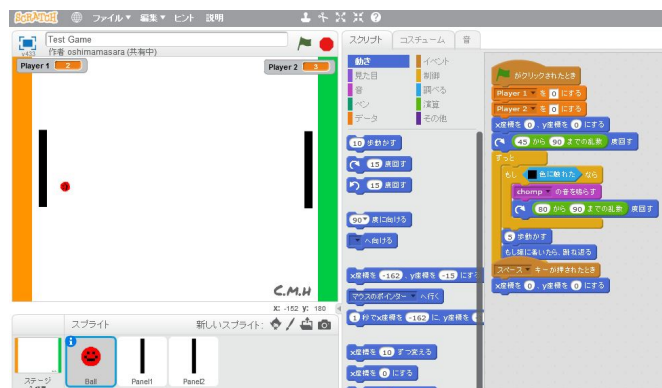 SCRATCH ファイル▼ 編集▼ ヒント 説明
Test Game
作者 oshimamasara (共有中)
v431
Player 1 2
Player 2 3
C.M.H
X: -152 y: 180
スプライト 新しいスプライト:
ステージ
Ball
Panel1
Panel2
スクリプト コスチューム 音
動き イベント
見た目 制御
音 調べる
ペン 演算
データ その他
10 歩動かす
15 度回す
15 度回す
90▼ 度に向ける
▼ へ向ける
x座標を -162 、y座標を -15 にする
マウスのポインター▼ へ行く
1 秒でx座標を -162 に、y座標を
x座標を 10 ずつ変える
x座標を 0 にする
がクリックされたとき
Player 1▼ を 0 にする
Player 2▼ を 0 にする
x座標を 0 、y座標を 0 にする
45 から 90 までの乱数 度回す
ずっと
もし 色に触れた なら
chomp▼ の音を鳴らす
80 から 90 までの乱数 度回す
5 歩動かす
もし端に着いたら、跳ね返る
スペース▼ キーが押されたとき
x座標を 0 、y座標を 0 にする